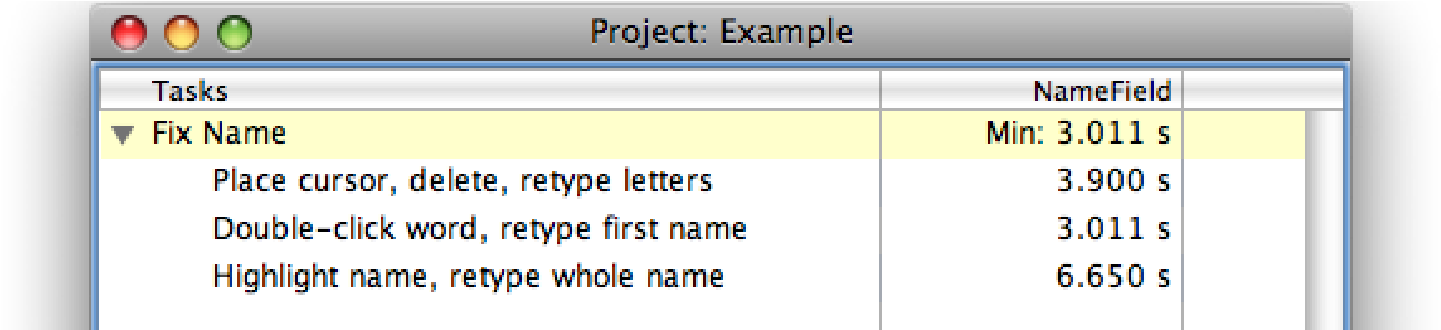 Project: Example
Tasks NameField
Fix Name Min: 3.011 s
Place cursor, delete, retype letters 3.900 s
Double-click word, retype first name 3.011 s
Highlight name, retype whole name 6.650 s